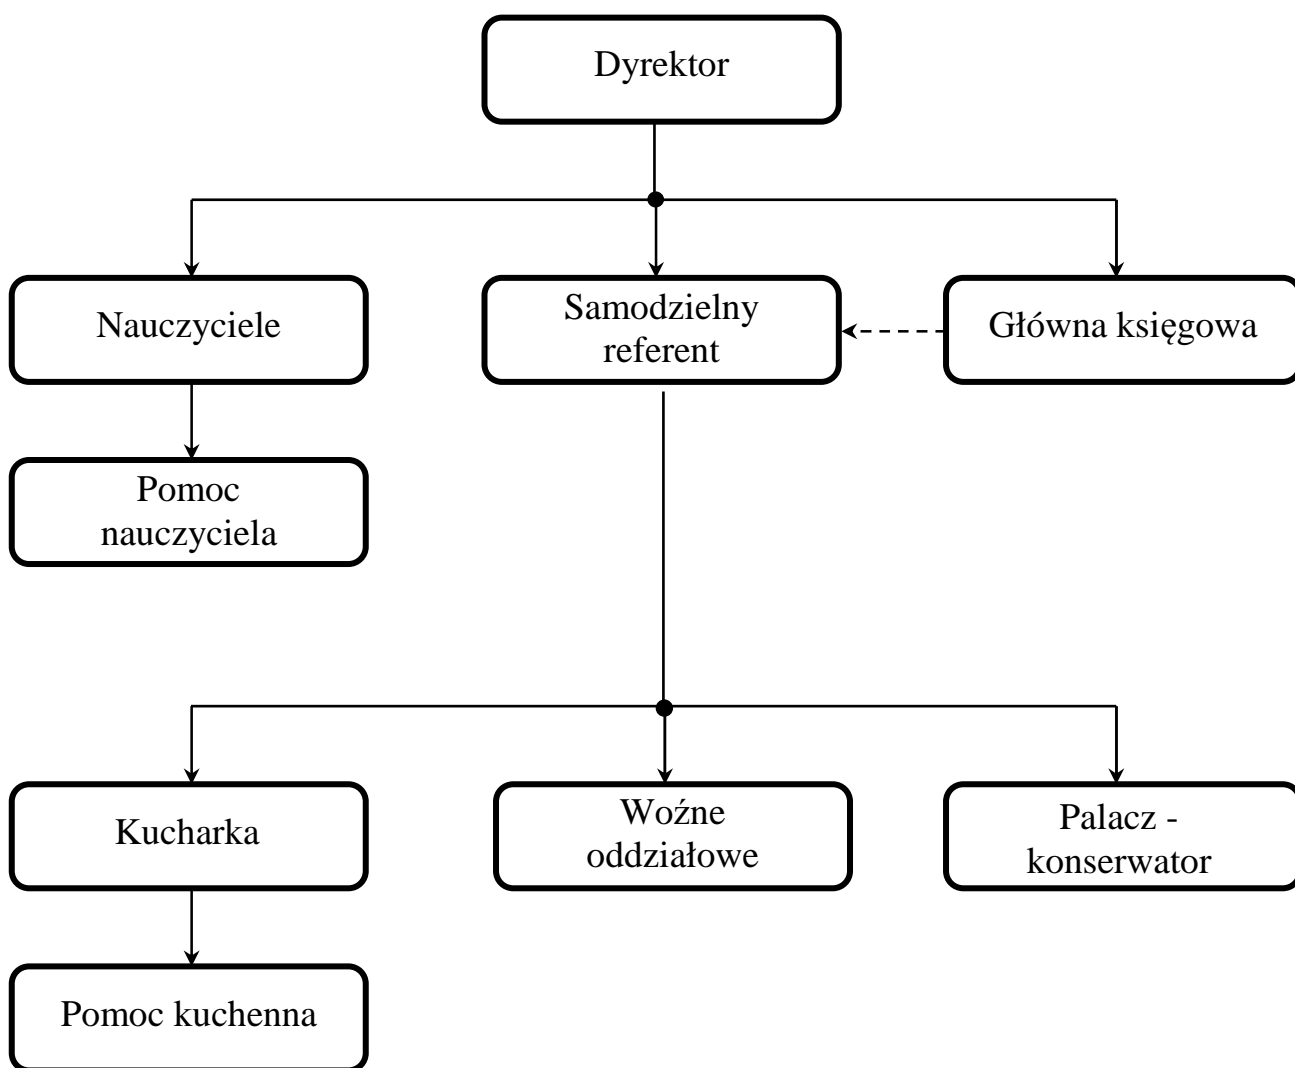 Dyrektor
Nauczyciele
Samodzielny
referent
Główna księgowa
Pomoc
nauczyciela
Kucharka
Woźne
oddziałowe
Palacz -
konserwator
Pomoc kuchenna